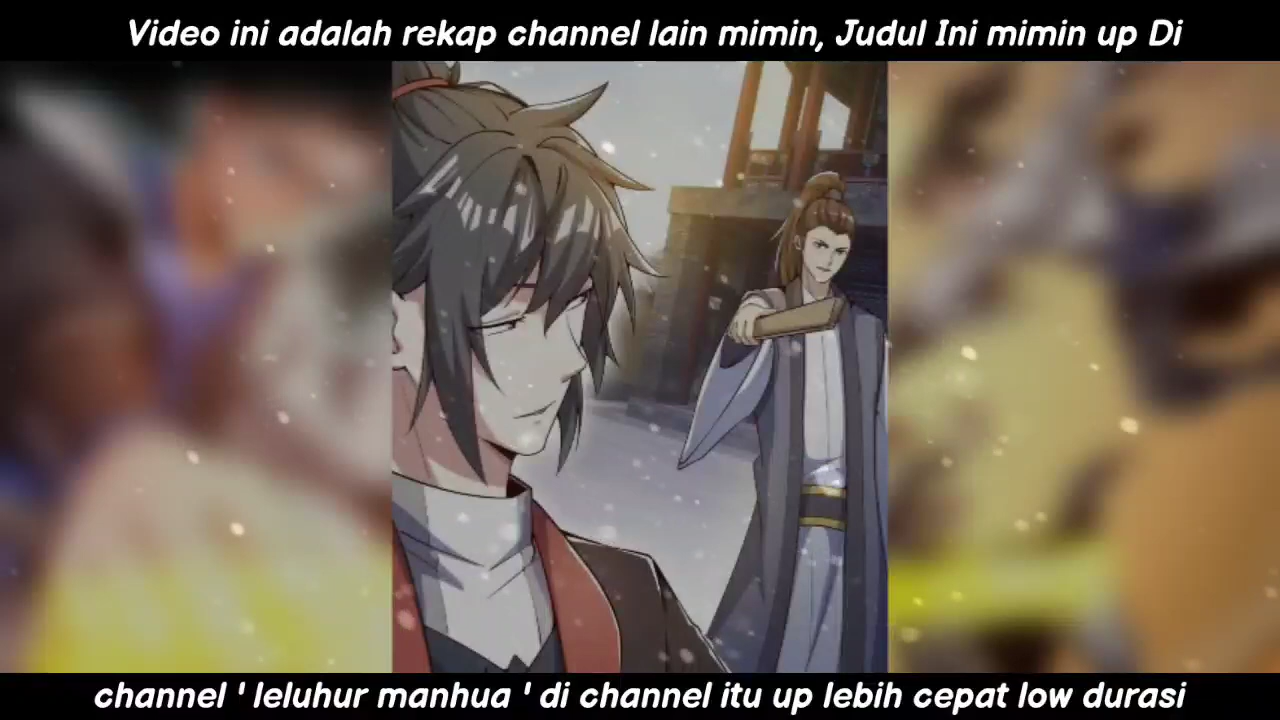 Video ini adalah rekap channel lain mimin, Judul Ini mimin up Di
channel ' leluhur manhua ' di channel itu up lebih cepat low durasi